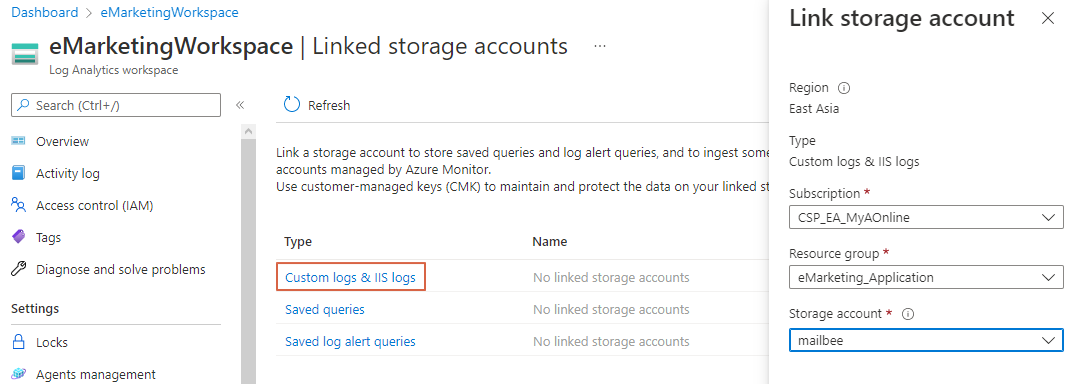 Dashboard > eMarketingWorkspace >
eMarketingWorkspace | Linked storage accounts ...
Log Analytics workspace
Search (Ctrl+/)
«
Overview
Activity log
Access control (IAM)
Tags
Diagnose and solve problems
Settings
Locks
Agents management
Refresh
Link a storage account to store saved queries and log alert queries, and to ingest some
accounts managed by Azure Monitor.
Use customer-managed keys (CMK) to maintain and protect the data on your linked st
Type Name
Custom logs & IIS logs No linked storage accounts
Saved queries No linked storage accounts
Saved log alert queries No linked storage accounts
Link storage account
Region
East Asia
Type
Custom logs & IIS logs
Subscription *
CSP_EA_MyAOnline
Resource group *
eMarketing_Application
Storage account *
mailbee